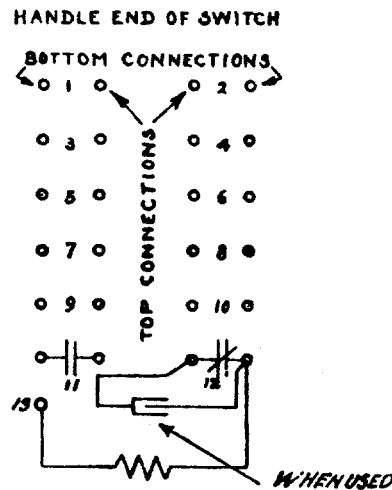 HANDLE END OF SWITCH
BOTTOM CONNECTIONS
1 2
3 4
5 6
7 8
9 10
TOP CONNECTIONS
11 12
13
WHEN USED